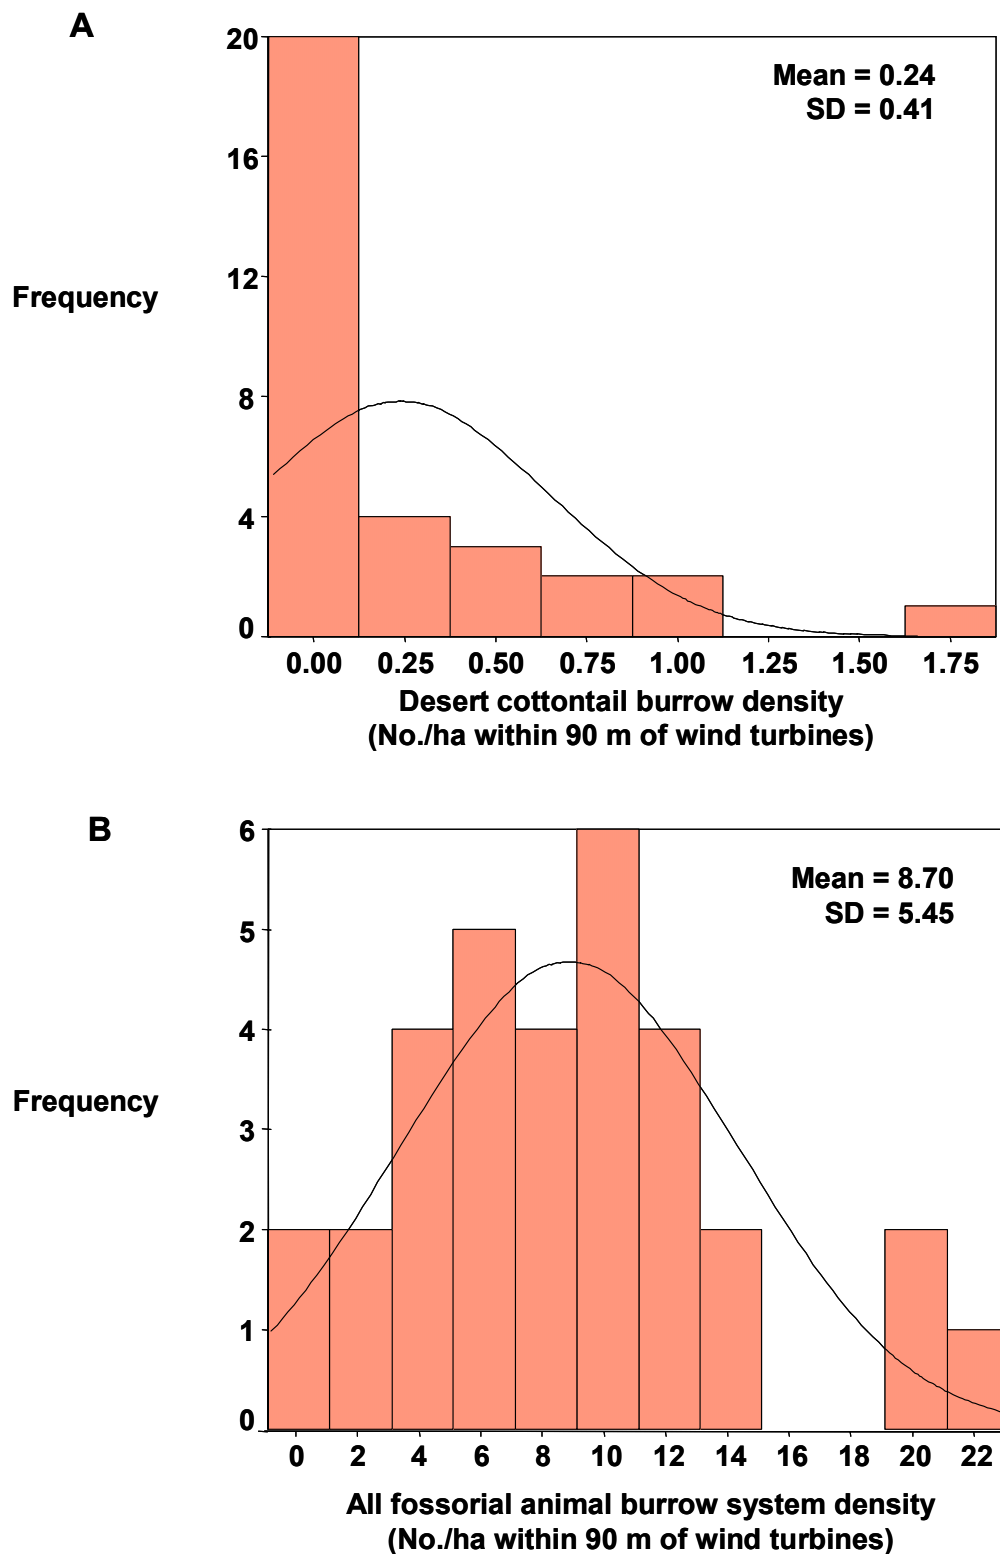 A
20
Mean = 0.24
SD = 0.41
16
12
Frequency
8
4
0
0.00 0.25 0.50 0.75 1.00 1.25 1.50 1.75
Desert cottontail burrow density
(No./ha within 90 m of wind turbines)
B
6
Mean = 8.70
SD = 5.45
5
4
Frequency
3
2
1
0
0 2 4 6 8 10 12 14 16 18 20 22
All fossorial animal burrow system density
(No./ha within 90 m of wind turbines)